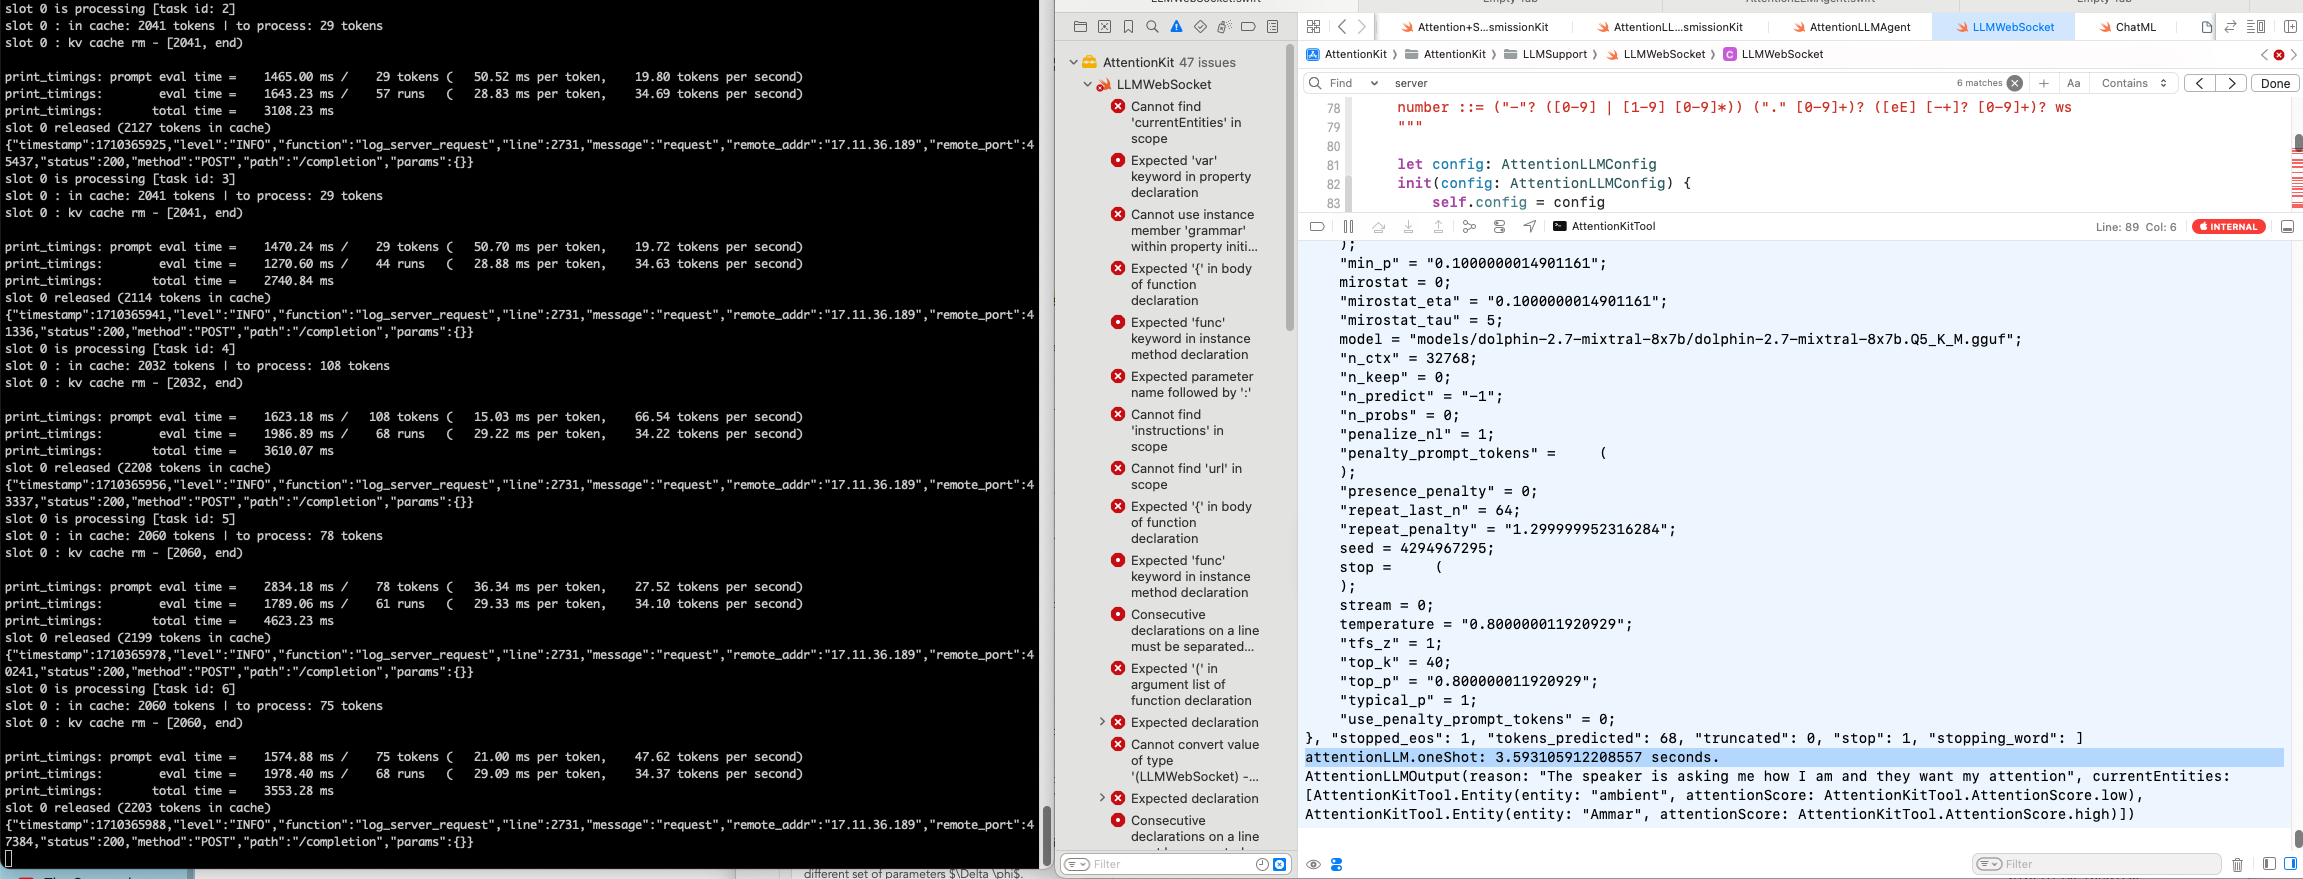 slot 0 is processing [task id: 2]
slot 0 : in cache: 2041 tokens | to process: 29 tokens
slot 0 : kv cache rm - [2041, end)
print_timings: prompt eval time =    1465.00 ms /    29 tokens (   50.52 ms per token,    19.80 tokens per second)
print_timings:        eval time =    1643.23 ms /    57 runs   (   28.83 ms per token,    34.69 tokens per second)
print_timings:       total time =    3108.23 ms
slot 0 released (2127 tokens in cache)
{"timestamp":1710365925,"level":"INFO","function":"log_server_request","line":2731,"message":"request","remote_addr":"17.11.36.189","remote_port":4
5437,"status":200,"method":"POST","path":"/completion","params":{}}
slot 0 is processing [task id: 3]
slot 0 : in cache: 2041 tokens | to process: 29 tokens
slot 0 : kv cache rm - [2041, end)
print_timings: prompt eval time =    1470.24 ms /    29 tokens (   50.70 ms per token,    19.72 tokens per second)
print_timings:        eval time =    1270.60 ms /    44 runs   (   28.88 ms per token,    34.63 tokens per second)
print_timings:       total time =    2740.84 ms
slot 0 released (2114 tokens in cache)
{"timestamp":1710365941,"level":"INFO","function":"log_server_request","line":2731,"message":"request","remote_addr":"17.11.36.189","remote_port":4
1336,"status":200,"method":"POST","path":"/completion","params":{}}
slot 0 is processing [task id: 4]
slot 0 : in cache: 2032 tokens | to process: 108 tokens
slot 0 : kv cache rm - [2032, end)
print_timings: prompt eval time =    1623.18 ms /   108 tokens (   15.03 ms per token,    66.54 tokens per second)
print_timings:        eval time =    1986.89 ms /    68 runs   (   29.22 ms per token,    34.22 tokens per second)
print_timings:       total time =    3610.07 ms
slot 0 released (2208 tokens in cache)
{"timestamp":1710365956,"level":"INFO","function":"log_server_request","line":2731,"message":"request","remote_addr":"17.11.36.189","remote_port":4
3337,"status":200,"method":"POST","path":"/completion","params":{}}
slot 0 is processing [task id: 5]
slot 0 : in cache: 2060 tokens | to process: 78 tokens
slot 0 : kv cache rm - [2060, end)
print_timings: prompt eval time =    2834.18 ms /    78 tokens (   36.34 ms per token,    27.52 tokens per second)
print_timings:        eval time =    1789.06 ms /    61 runs   (   29.33 ms per token,    34.10 tokens per second)
print_timings:       total time =    4623.23 ms
slot 0 released (2199 tokens in cache)
{"timestamp":1710365978,"level":"INFO","function":"log_server_request","line":2731,"message":"request","remote_addr":"17.11.36.189","remote_port":4
0241,"status":200,"method":"POST","path":"/completion","params":{}}
slot 0 is processing [task id: 6]
slot 0 : in cache: 2060 tokens | to process: 75 tokens
slot 0 : kv cache rm - [2060, end)
print_timings: prompt eval time =    1574.88 ms /    75 tokens (   21.00 ms per token,    47.62 tokens per second)
print_timings:        eval time =    1978.40 ms /    68 runs   (   29.09 ms per token,    34.37 tokens per second)
print_timings:       total time =    3553.28 ms
slot 0 released (2203 tokens in cache)
{"timestamp":1710365988,"level":"INFO","function":"log_server_request","line":2731,"message":"request","remote_addr":"17.11.36.189","remote_port":4
7384,"status":200,"method":"POST","path":"/completion","params":{}}
different set of parameters $\Delta \phi$.
AttentionKit 47 issues
LLMWebSocket
Cannot find
'currentEntities' in
scope
Expected 'var'
keyword in property
declaration
Cannot use instance
member 'grammar'
within property initi...
Expected '{' in body
of function
declaration
Expected 'func'
keyword in instance
method declaration
Expected parameter
name followed by ':'
Cannot find
'instructions' in
scope
Cannot find 'url' in
scope
Expected '{' in body
of function
declaration
Expected 'func'
keyword in instance
method declaration
Consecutive
declarations on a line
must be separated...
Expected '(' in
argument list of
function declaration
Expected declaration
Cannot convert value
of type
'(LLMWebSocket) -...
Expected declaration
Consecutive
declarations on a line
Filter
Attention+S...smissionKit
AttentionLL...smissionKit
AttentionLLMAgent
LLMWebSocket
ChatML
AttentionKit
AttentionKit
LLMSupport
LLMWebSocket
C LLMWebSocket
Find
server
6 matches
Aa
Contains
Done
78 number ::= ("-"? ([0-9] | [1-9] [0-9]*)) ("." [0-9]+)? ([eE] [-+]? [0-9]+)? ws
79 """
80
81 let config: AttentionLLMConfig
82 init(config: AttentionLLMConfig) {
83 self.config = config
AttentionKitTool
Line: 89 Col: 6
INTERNAL
);
"min_p" = "0.1000000014901161";
mirostat = 0;
"mirostat_eta" = "0.1000000014901161";
"mirostat_tau" = 5;
model = "models/dolphin-2.7-mixtral-8x7b/dolphin-2.7-mixtral-8x7b.Q5_K_M.gguf";
"n_ctx" = 32768;
"n_keep" = 0;
"n_predict" = "-1";
"n_probs" = 0;
"penalize_nl" = 1;
"penalty_prompt_tokens" =     (
);
"presence_penalty" = 0;
"repeat_last_n" = 64;
"repeat_penalty" = "1.299999952316284";
seed = 4294967295;
stop =     (
);
stream = 0;
temperature = "0.800000011920929";
"tfs_z" = 1;
"top_k" = 40;
"top_p" = "0.800000011920929";
"typical_p" = 1;
"use_penalty_prompt_tokens" = 0;
}, "stopped_eos": 1, "tokens_predicted": 68, "truncated": 0, "stop": 1, "stopping_word": ]
attentionLLM.oneShot: 3.593105912208557 seconds.
AttentionLLMOutput(reason: "The speaker is asking me how I am and they want my attention", currentEntities:
[AttentionKitTool.Entity(entity: "ambient", attentionScore: AttentionKitTool.AttentionScore.low),
AttentionKitTool.Entity(entity: "Ammar", attentionScore: AttentionKitTool.AttentionScore.high)])
Filter